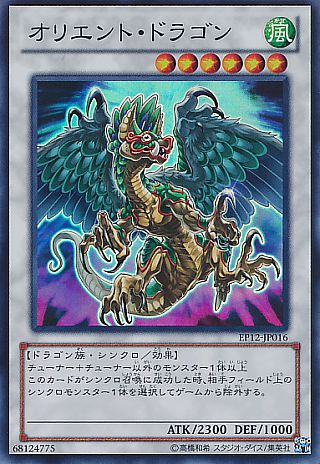 オリエント・ドラゴン
風
EP12-JP016
【ドラゴン族・シンクロ/効果】
チューナー+チューナー以外のモンスター1体以上
このカードがシンクロ召喚に成功した時、相手フィールド上の
シンクロモンスター1体を選択してゲームから除外する。
ATK/2300 DEF/1000
68124775
©高橋和希 スタジオ・ダイス/集英社